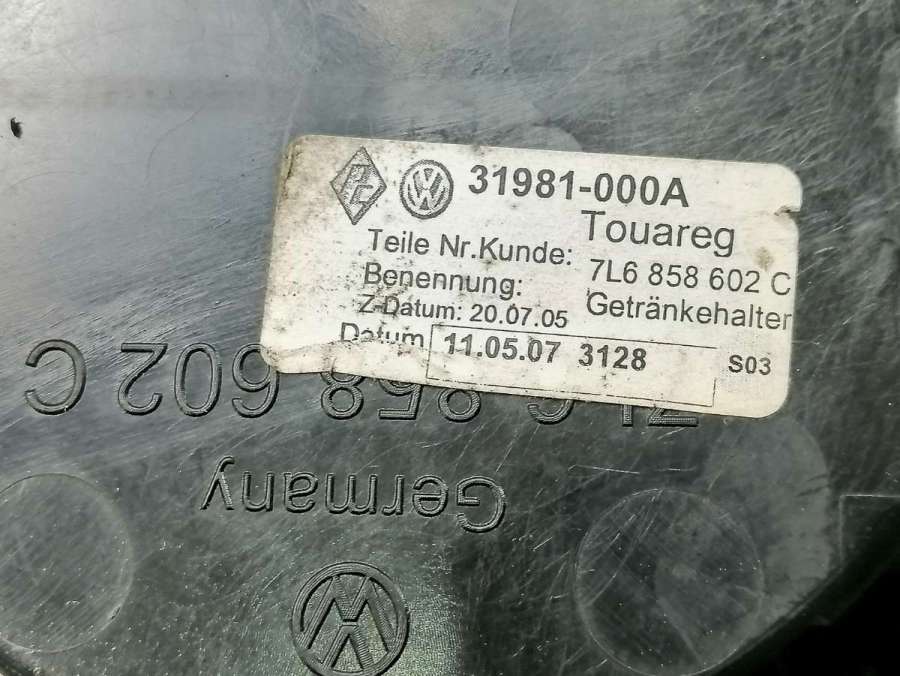 31981-000A
Touareg
Teile Nr.Kunde: 7L6 858 602 C
Benennung: Getränkehalter
Z-Datum: 20.07.05
Datum 11.05.07 3128 S03
7L6 858 602 C
Germany